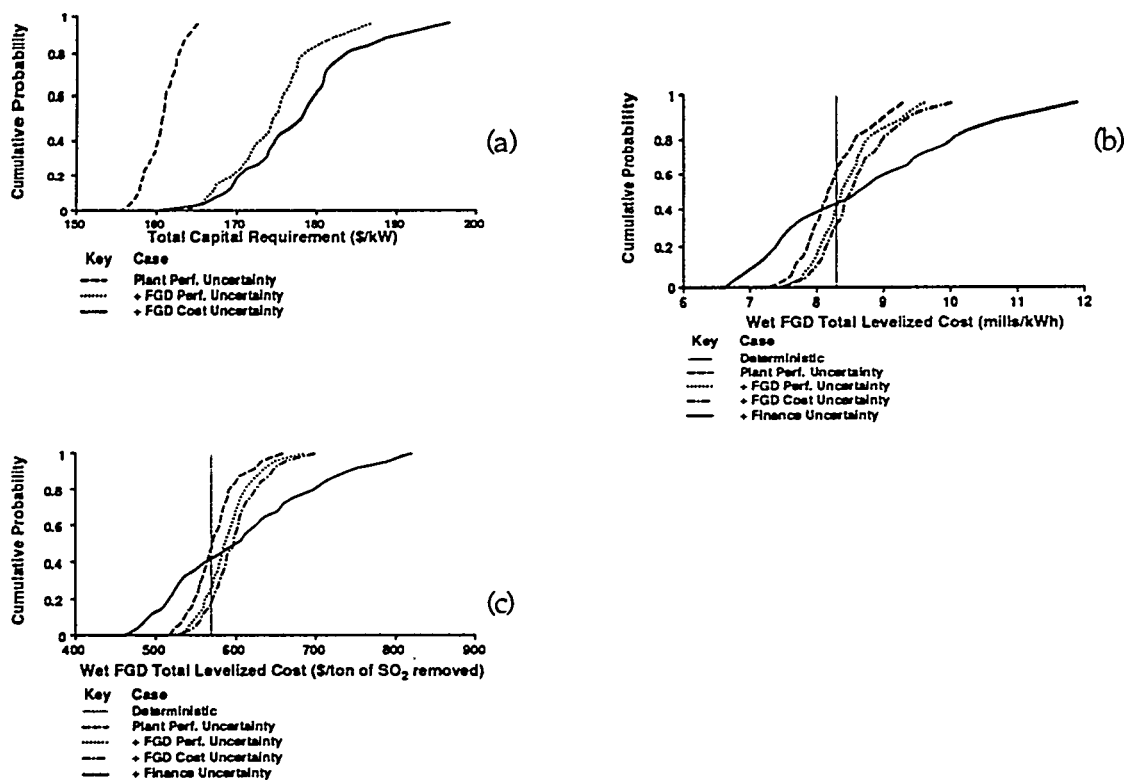 1
0.8
0.6
0.4
0.2
0
Cumulative Probability
(a)
150 160 170 180 190 200
Total Capital Requirement ($/kW)
Key Case
Plant Perf. Uncertainty
+ FGD Perf. Uncertainty
+ FGD Cost Uncertainty
1
0.8
0.6
0.4
0.2
0
Cumulative Probability
(b)
6 7 8 9 10 11 12
Wet FGD Total Levelized Cost (mills/kWh)
Key Case
Deterministic
Plant Perf. Uncertainty
+ FGD Perf. Uncertainty
+ FGD Cost Uncertainty
+ Finance Uncertainty
1
0.8
0.6
0.4
0.2
0
Cumulative Probability
(c)
400 500 600 700 800 900
Wet FGD Total Levelized Cost ($/ton of SO₂ removed)
Key Case
Deterministic
Plant Perf. Uncertainty
+ FGD Perf. Uncertainty
+ FGD Cost Uncertainty
+ Finance Uncertainty